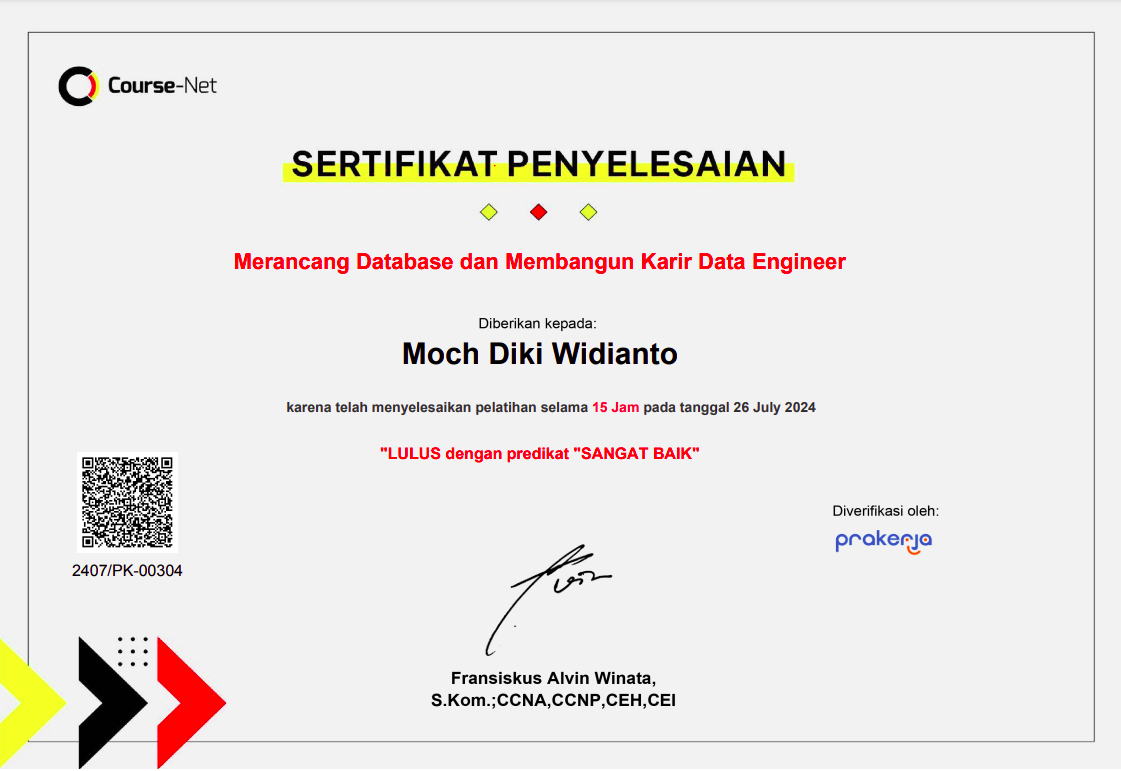 Course-Net
SERTIFIKAT PENYELESAIAN
Merancang Database dan Membangun Karir Data Engineer
Diberikan kepada:
Moch Diki Widianto
karena telah menyelesaikan pelatihan selama 15 Jam pada tanggal 26 July 2024
"LULUS dengan predikat "SANGAT BAIK"
2407/PK-00304
Diverifikasi oleh:
prakerja
Fransiskus Alvin Winata,
S.Kom.;CCNA,CCNP,CEH,CEI